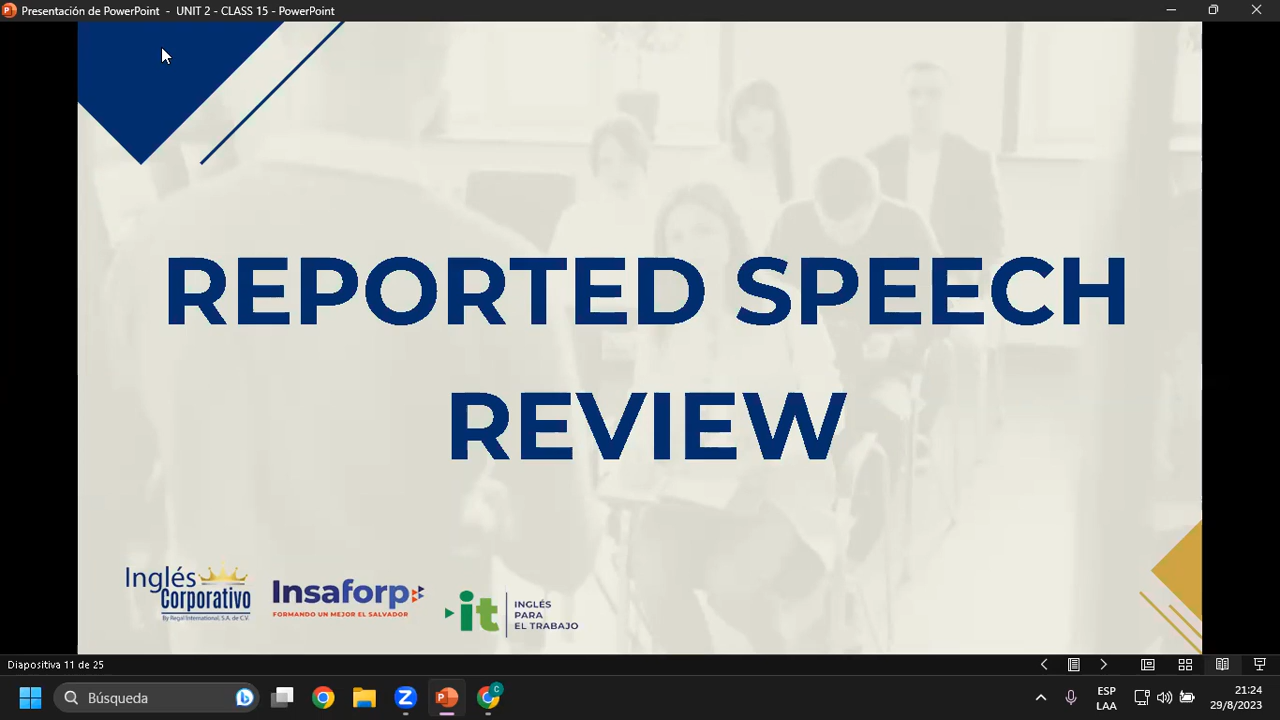 Presentación de PowerPoint - UNIT 2 - CLASS 15 - PowerPoint
REPORTED SPEECH
REVIEW
Inglés
Corporativo
By Regal International, S.A. de C.V.
Insaforp
FORMANDO UN MEJOR EL SALVADOR
it
INGLÉS
PARA
EL TRABAJO
Diapositiva 11 de 25
Búsqueda
C
ESP
LAA
21:24
29/8/2023